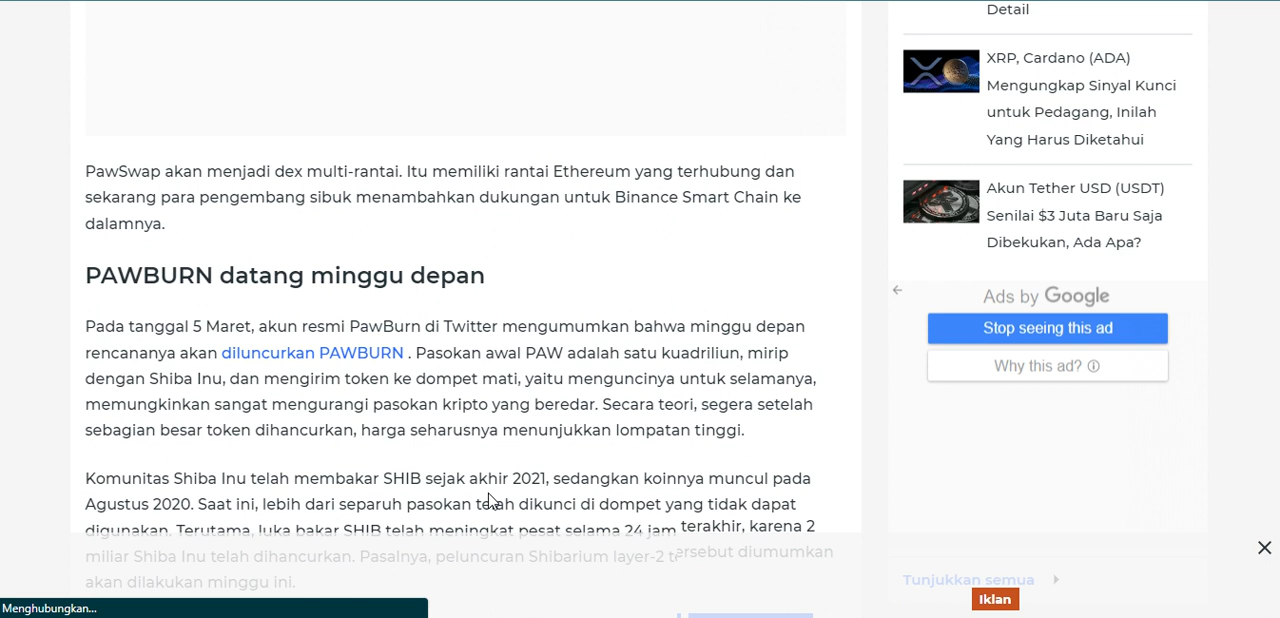 PawSwap akan menjadi dex multi-rantai. Itu memiliki rantai Ethereum yang terhubung dan
sekarang para pengembang sibuk menambahkan dukungan untuk Binance Smart Chain ke
dalamnya.
PAWBURN datang minggu depan
Pada tanggal 5 Maret, akun resmi PawBurn di Twitter mengumumkan bahwa minggu depan
rencananya akan diluncurkan PAWBURN . Pasokan awal PAW adalah satu kuadriliun, mirip
dengan Shiba Inu, dan mengirim token ke dompet mati, yaitu menguncinya untuk selamanya,
memungkinkan sangat mengurangi pasokan kripto yang beredar. Secara teori, segera setelah
sebagian besar token dihancurkan, harga seharusnya menunjukkan lompatan tinggi.
Komunitas Shiba Inu telah membakar SHIB sejak akhir 2021, sedangkan koinnya muncul pada
Agustus 2020. Saat ini, lebih dari separuh pasokan telah dikunci di dompet yang tidak dapat
digunakan. Terutama, luka bakar SHIB telah meningkat pesat selama 24 jam terakhir, karena 2
miliar Shiba Inu telah dihancurkan. Pasalnya, peluncuran Shibarium layer-2 tersebut diumumkan
akan dilakukan minggu ini.
Menghubungkan...
Detail
XRP, Cardano (ADA)
Mengungkap Sinyal Kunci
untuk Pedagang, Inilah
Yang Harus Diketahui
Akun Tether USD (USDT)
Senilai $3 Juta Baru Saja
Dibekukan, Ada Apa?
Ads by Google
Stop seeing this ad
Why this ad?
Tunjukkan semua
Iklan